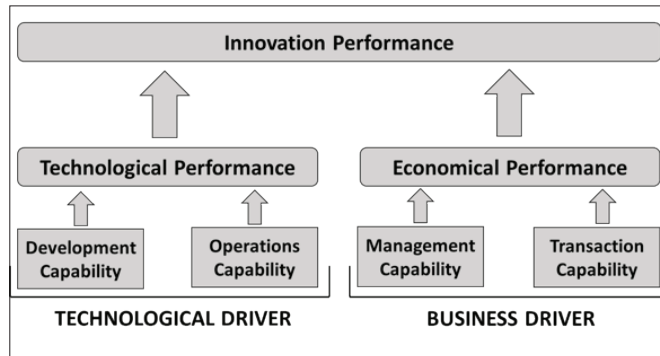 Innovation Performance
Technological Performance
Economical Performance
Development
Capability
Operations
Capability
Management
Capability
Transaction
Capability
TECHNOLOGICAL DRIVER
BUSINESS DRIVER